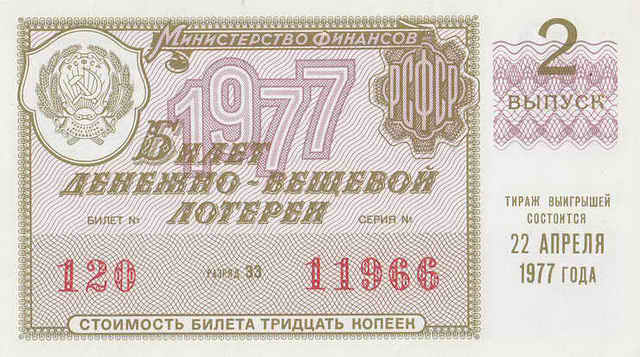 Министерство Финансов
1977
РСФСР
Билет
денежно-вещевой
лотереи
БИЛЕТ № СЕРИЯ №
120 РАЗРЯД 33 11966
СТОИМОСТЬ БИЛЕТА ТРИДЦАТЬ КОПЕЕК
2
ВЫПУСК
ТИРАЖ ВЫИГРЫШЕЙ
СОСТОИТСЯ
22 АПРЕЛЯ
1977 ГОДА